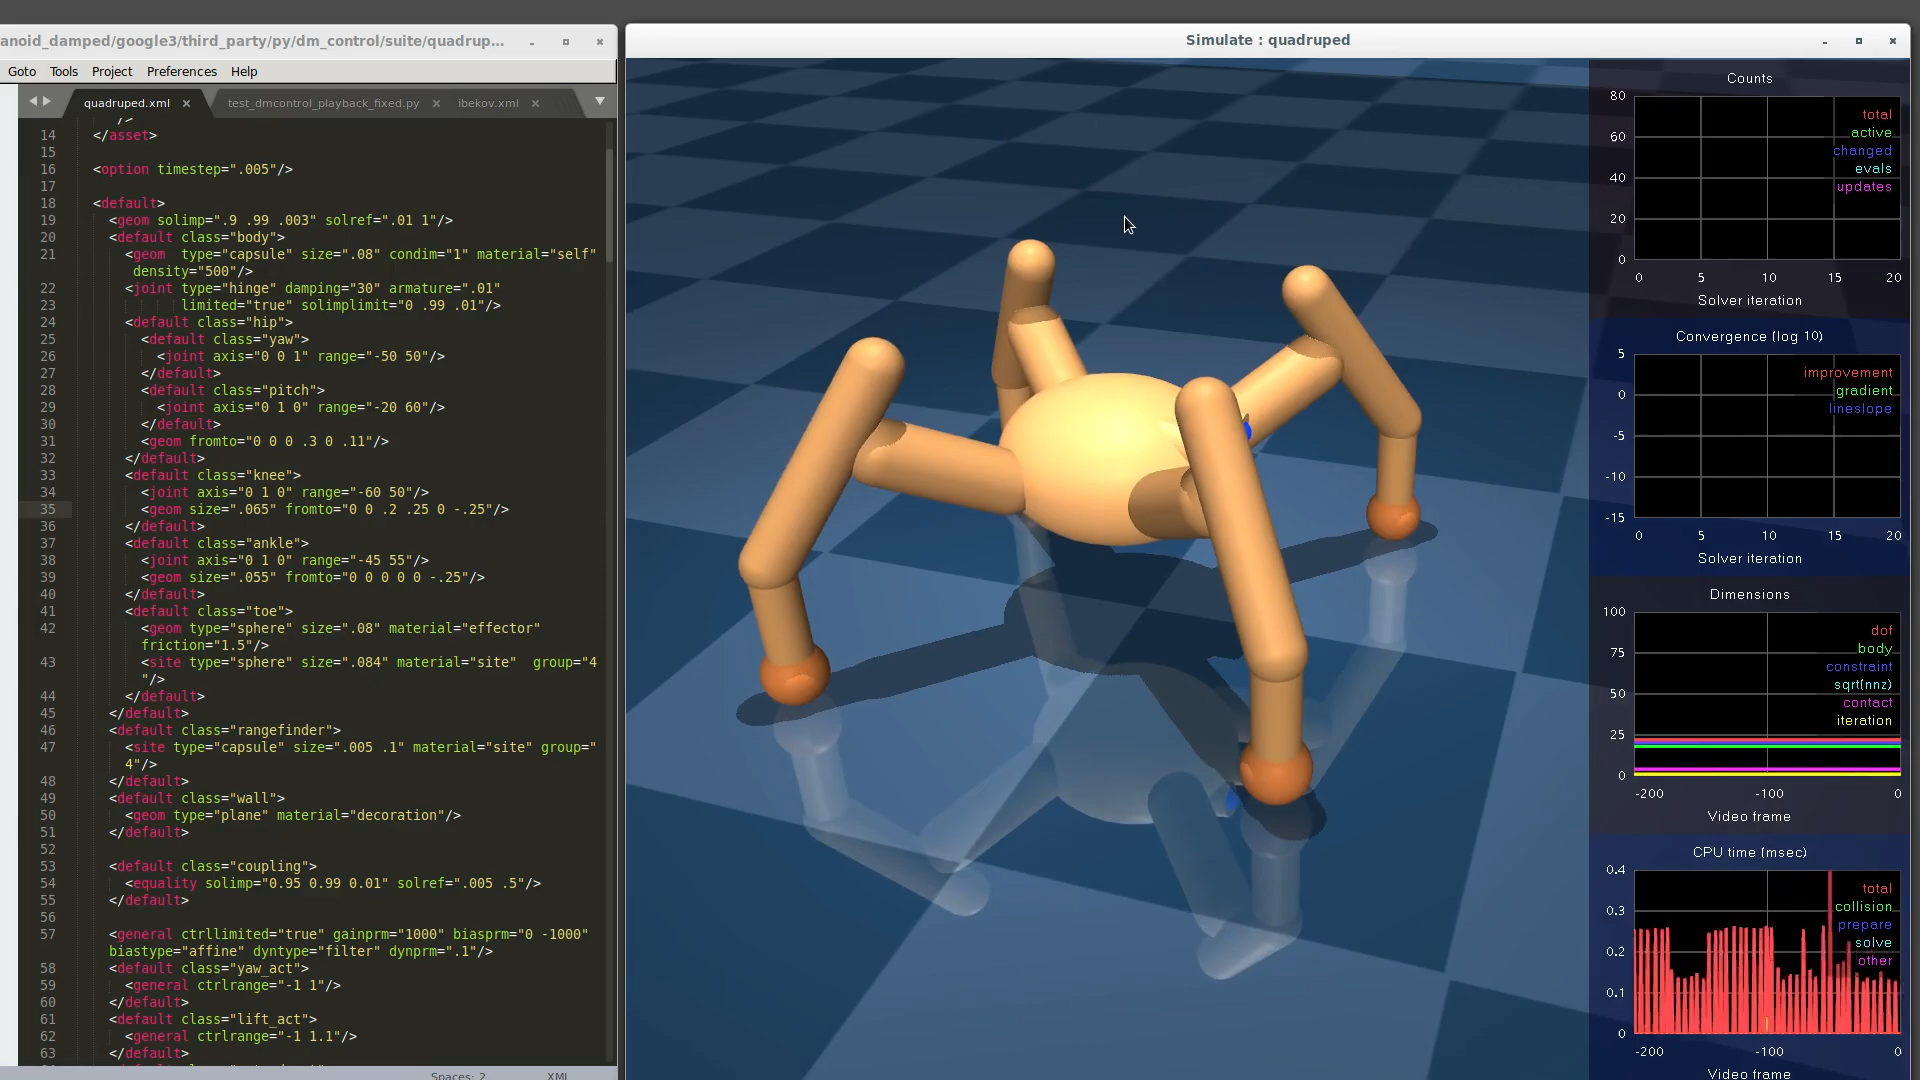 anoid_damped/google3/third_party/py/dm_control/suite/quadrup...
Goto Tools Project Preferences Help
quadruped.xml test_dmcontrol_playback_fixed.py ibekov.xml
/>
14 </asset>
15
16 <option timestep=".005"/>
17
18 <default>
19 <geom solimp=".9 .99 .003" solref=".01 1"/>
20 <default class="body">
21 <geom type="capsule" size=".08" condim="1" material="self"
density="500"/>
22 <joint type="hinge" damping="30" armature=".01"
23 limited="true" solimplimit="0 .99 .01"/>
24 <default class="hip">
25 <default class="yaw">
26 <joint axis="0 0 1" range="-50 50"/>
27 </default>
28 <default class="pitch">
29 <joint axis="0 1 0" range="-20 60"/>
30 </default>
31 <geom fromto="0 0 0 .3 0 .11"/>
32 </default>
33 <default class="knee">
34 <joint axis="0 1 0" range="-60 50"/>
35 <geom size=".065" fromto="0 0 .2 .25 0 -.25"/>
36 </default>
37 <default class="ankle">
38 <joint axis="0 1 0" range="-45 55"/>
39 <geom size=".055" fromto="0 0 0 0 0 -.25"/>
40 </default>
41 <default class="toe">
42 <geom type="sphere" size=".08" material="effector"
friction="1.5"/>
43 <site type="sphere" size=".084" material="site" group="4
"/>
44 </default>
45 </default>
46 <default class="rangefinder">
47 <site type="capsule" size=".005 .1" material="site" group="
4"/>
48 </default>
49 <default class="wall">
50 <geom type="plane" material="decoration"/>
51 </default>
52
53 <default class="coupling">
54 <equality solimp="0.95 0.99 0.01" solref=".005 .5"/>
55 </default>
56
57 <general ctrllimited="true" gainprm="1000" biasprm="0 -1000"
biastype="affine" dyntype="filter" dynprm=".1"/>
58 <default class="yaw_act">
59 <general ctrlrange="-1 1"/>
60 </default>
61 <default class="lift_act">
62 <general ctrlrange="-1 1.1"/>
63 </default>
Spaces: 2 XML
Simulate : quadruped
Counts
80
60
40
20
0
total
active
changed
evals
updates
0 5 10 15 20
Solver iteration
Convergence (log 10)
5
0
-5
-10
-15
improvement
gradient
lineslope
0 5 10 15 20
Solver iteration
Dimensions
100
75
50
25
0
dof
body
constraint
sqrt(nnz)
contact
iteration
-200 -100 0
Video frame
CPU time (msec)
0.4
0.3
0.2
0.1
0
total
collision
prepare
solve
other
-200 -100 0
Video frame